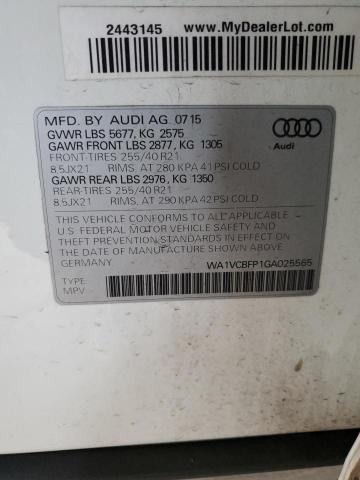 2443145 www.MyDealerLot.com
MFD. BY AUDI AG 07 15
GVWR LBS 5677, KG 2575
GAWR FRONT LBS 2877, KG 1305
FRONT-TIRES 255/40 R21
8.5JX21 RIMS, AT 280 KPA 41 PSI COLD
GAWR REAR LBS 2976, KG 1350
REAR-TIRES 255/40 R21
8.5JX21 RIMS, AT 290 KPA 42 PSI COLD
Audi
THIS VEHICLE CONFORMS TO ALL APPLICABLE
U.S. FEDERAL MOTOR VEHICLE SAFETY AND
THEFT PREVENTION STANDARDS IN EFFECT ON
THE DATE OF MANUFACTURE SHOWN ABOVE.
GERMANY WA1VCBFP1GA025565
TYPE:
MPV